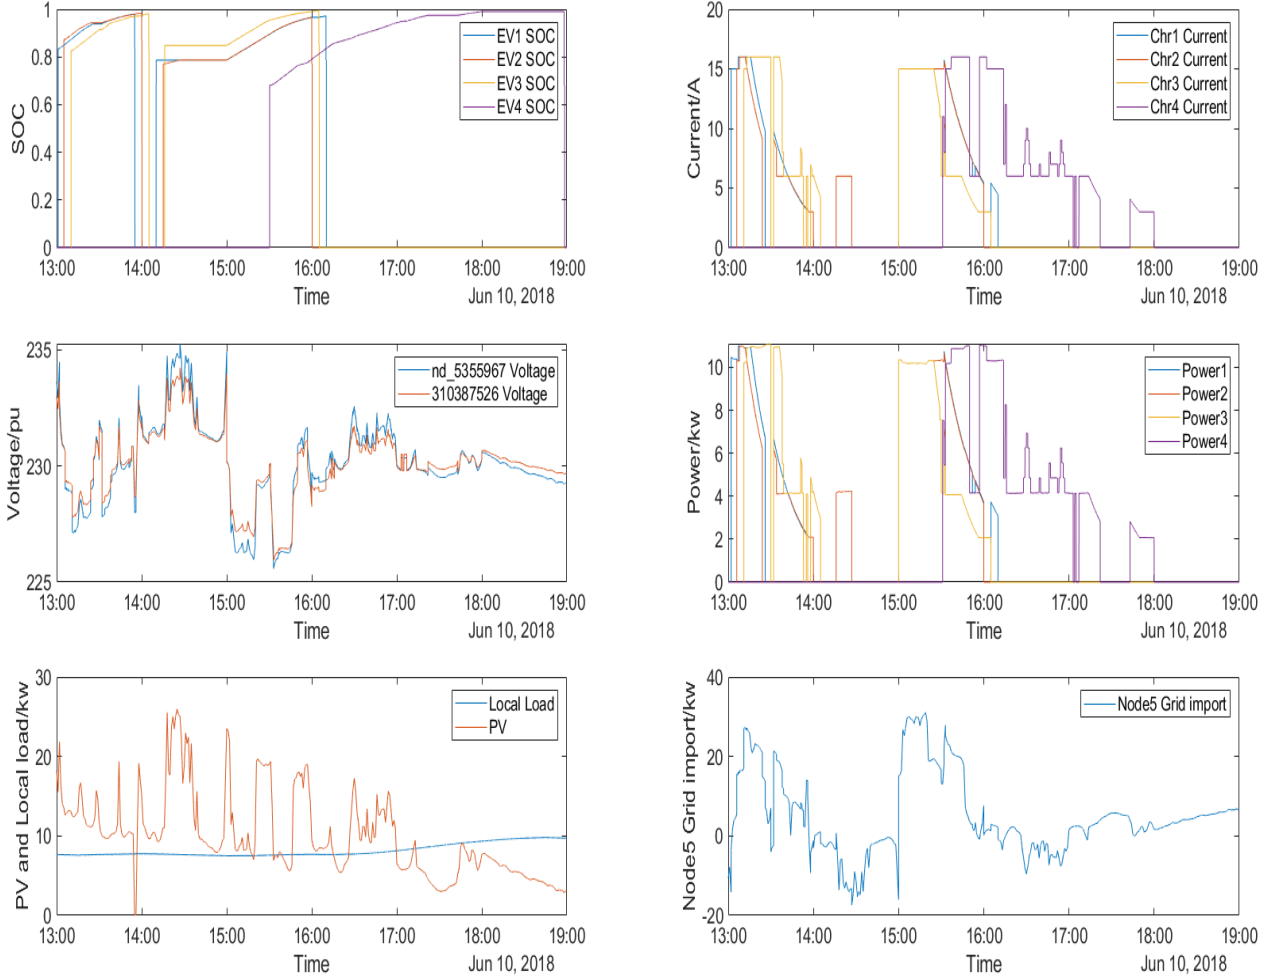 1
0.8
0.6
0.4
0.2
0
SOC
EV1 SOC
EV2 SOC
EV3 SOC
EV4 SOC
13:00 14:00 15:00 16:00 17:00 18:00 19:00
Time
Jun 10, 2018
20
15
10
5
0
Current/A
Chr1 Current
Chr2 Current
Chr3 Current
Chr4 Current
13:00 14:00 15:00 16:00 17:00 18:00 19:00
Time
Jun 10, 2018
235
230
225
Voltage/pu
nd_5355967 Voltage
310387526 Voltage
13:00 14:00 15:00 16:00 17:00 18:00 19:00
Time
Jun 10, 2018
10
8
6
4
2
0
Power/kw
Power1
Power2
Power3
Power4
13:00 14:00 15:00 16:00 17:00 18:00 19:00
Time
Jun 10, 2018
30
20
10
0
PV and Local load/kw
Local Load
PV
13:00 14:00 15:00 16:00 17:00 18:00 19:00
Time
Jun 10, 2018
40
20
0
-20
Node5 Grid import/kw
Node5 Grid import
13:00 14:00 15:00 16:00 17:00 18:00 19:00
Time
Jun 10, 2018